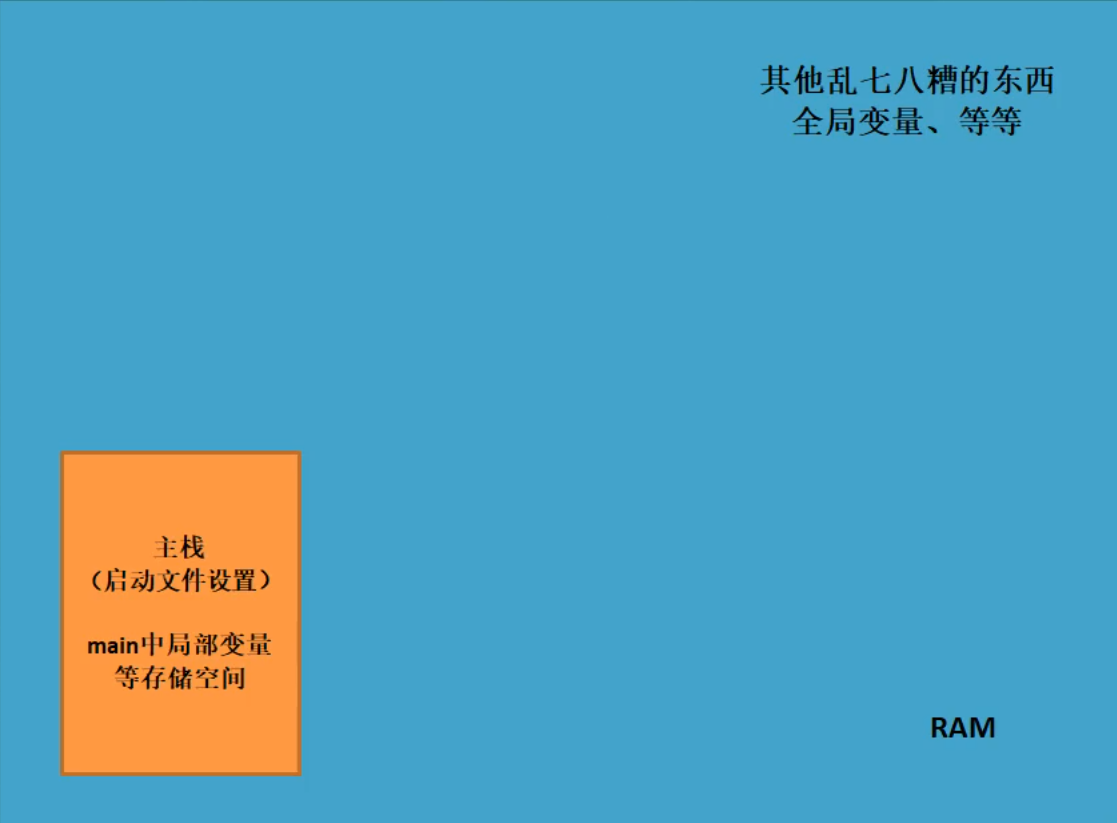 其他乱七八糟的东西
全局变量、等等
主栈
（启动文件设置）
main中局部变量
等存储空间
RAM